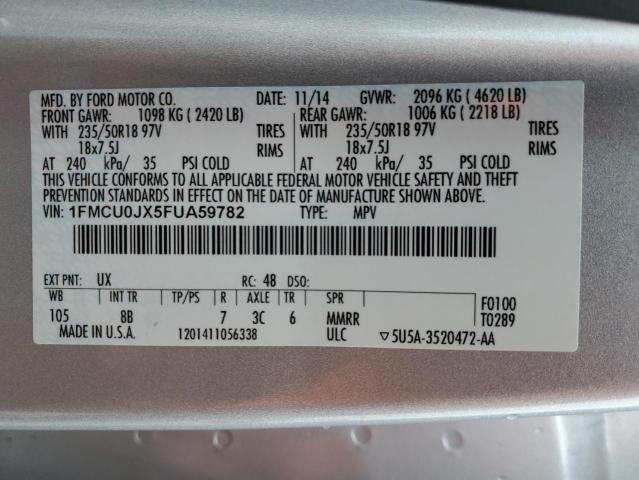 MFD. BY FORD MOTOR CO. DATE: 11/14 GVWR: 2096 KG ( 4620 LB)
FRONT GAWR: 1098 KG ( 2420 LB) REAR GAWR: 1006 KG ( 2218 LB)
WITH 235/50R18 97V TIRES WITH 235/50R18 97V TIRES
18x7.5J RIMS 18x7.5J RIMS
AT 240 kPa/ 35 PSI COLD AT 240 kPa/ 35 PSI COLD
THIS VEHICLE CONFORMS TO ALL APPLICABLE FEDERAL MOTOR VEHICLE SAFETY AND THEFT
PREVENTION STANDARDS IN EFFECT ON THE DATE OF MANUFACTURE SHOWN ABOVE.
VIN: 1FMCU0JX5FUA59782 TYPE: MPV
EXT PNT: UX RC: 48 DSO:
WB INT TR TP/PS R AXLE TR SPR F0100
105 8B 7 3C 6 MMRR T0289
MADE IN U.S.A. 1201411056338 ULC ▽5U5A-3520472-AA